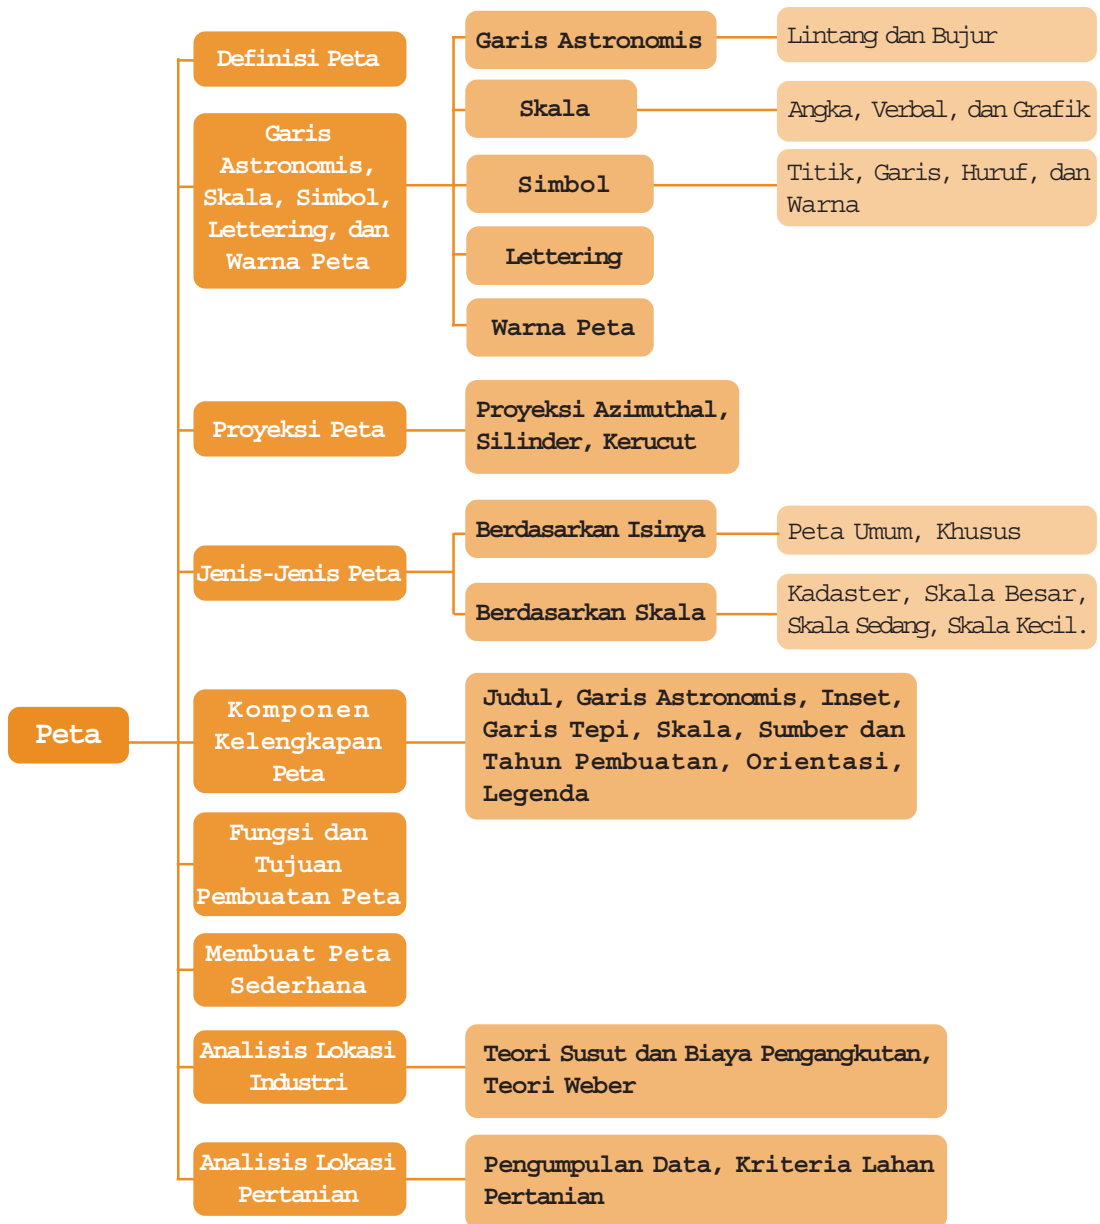 Peta
Definisi Peta
Garis
Astronomis,
Skala, Simbol,
Lettering, dan
Warna Peta
Garis Astronomis
Lintang dan Bujur
Skala
Angka, Verbal, dan Grafik
Simbol
Titik, Garis, Huruf, dan
Warna
Lettering
Warna Peta
Proyeksi Peta
Proyeksi Azimuthal,
Silinder, Kerucut
Jenis-Jenis Peta
Berdasarkan Isinya
Peta Umum, Khusus
Berdasarkan Skala
Kadaster, Skala Besar,
Skala Sedang, Skala Kecil.
Komponen
Kelengkapan
Peta
Judul, Garis Astronomis, Inset,
Garis Tepi, Skala, Sumber dan
Tahun Pembuatan, Orientasi,
Legenda
Fungsi dan
Tujuan
Pembuatan Peta
Membuat Peta
Sederhana
Analisis Lokasi
Industri
Teori Susut dan Biaya Pengangkutan,
Teori Weber
Analisis Lokasi
Pertanian
Pengumpulan Data, Kriteria Lahan
Pertanian